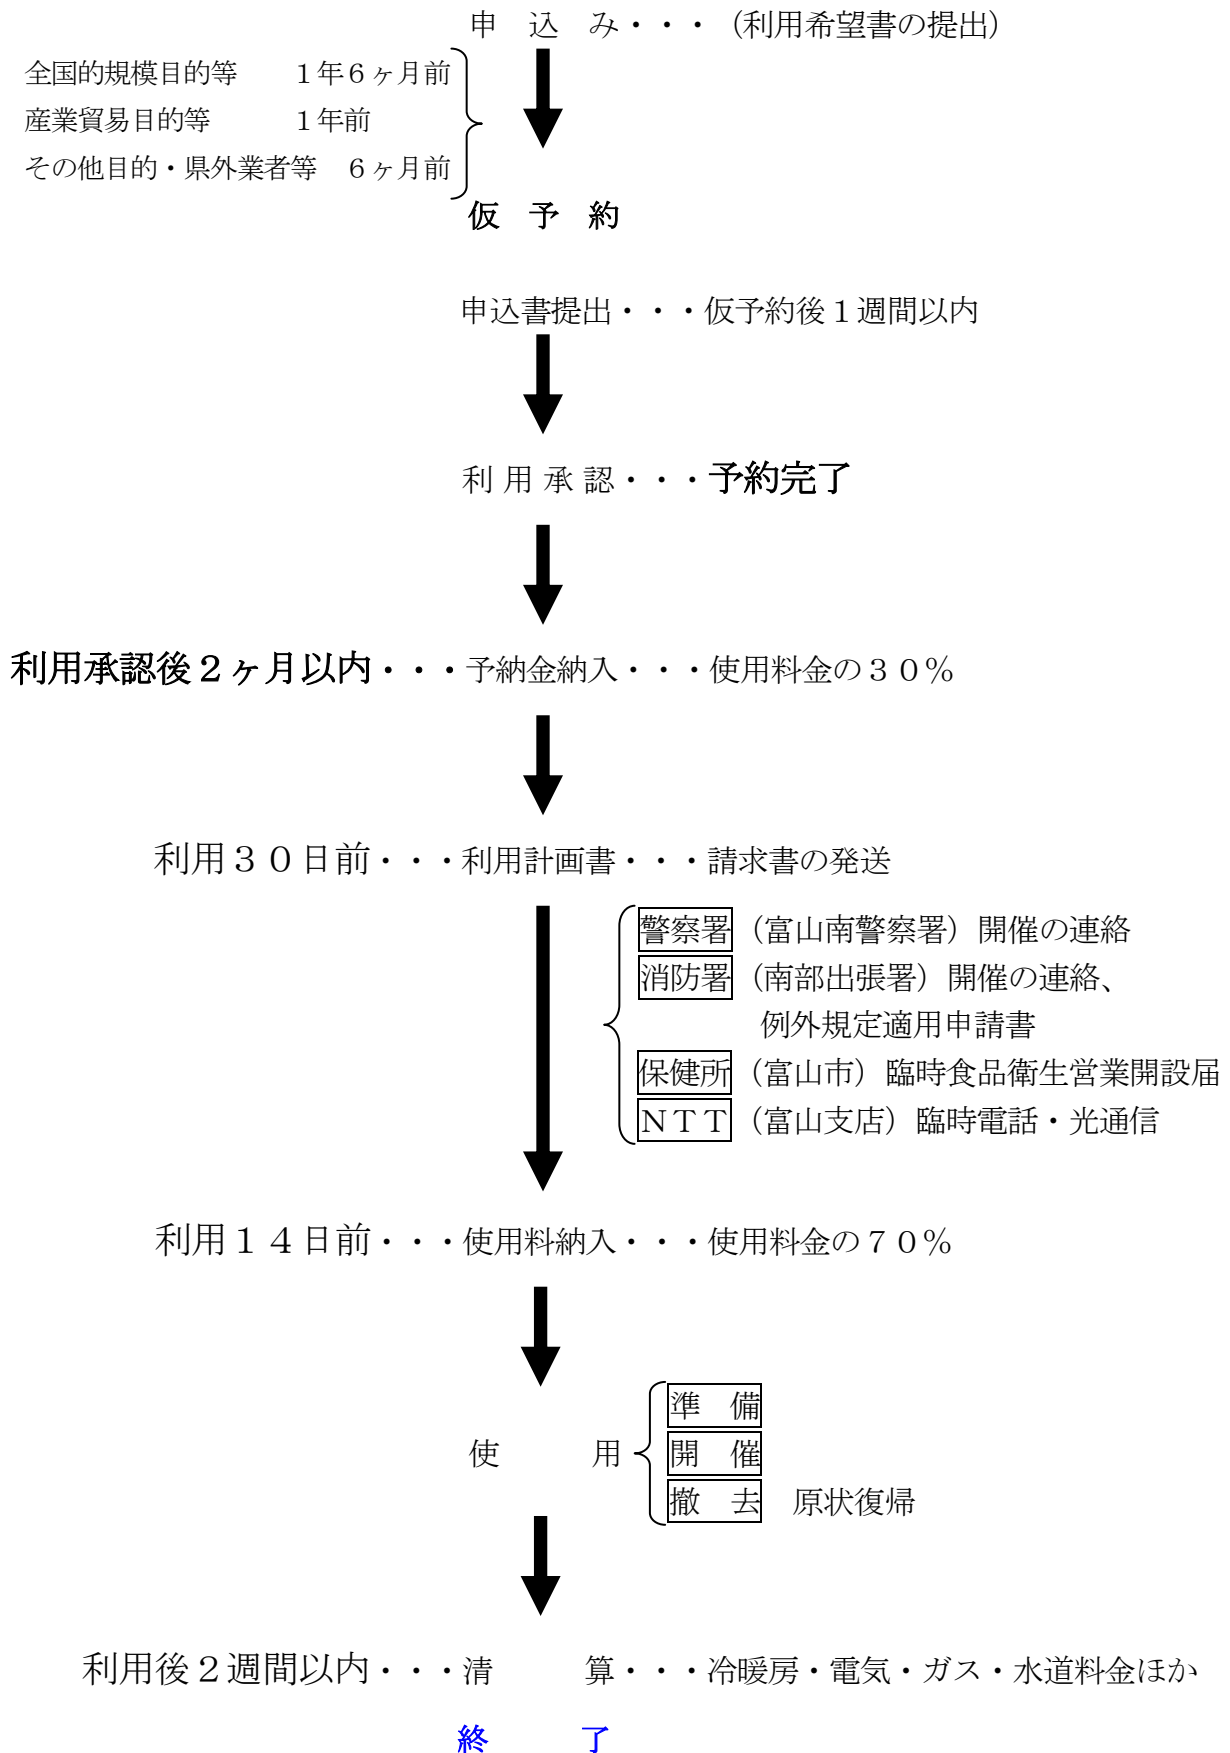 申　込　み・・・（利用希望書の提出）
全国的規模目的等　　１年６ヶ月前
産業貿易目的等　　　１年前
その他目的・県外業者等　６ヶ月前
仮　予　約
申込書提出・・・仮予約後１週間以内
利 用 承 認・・・予約完了
利用承認後２ヶ月以内・・・予納金納入・・・使用料金の３０％
利用３０日前・・・利用計画書・・・請求書の発送
警察署（富山南警察署）開催の連絡
消防署（南部出張署）開催の連絡、
例外規定適用申請書
保健所（富山市）臨時食品衛生営業開設届
ＮＴＴ（富山支店）臨時電話・光通信
利用１４日前・・・使用料納入・・・使用料金の７０％
準　備
使　　　用
開　催
撤　去　原状復帰
利用後２週間以内・・・清　　　算・・・冷暖房・電気・ガス・水道料金ほか
終　　　了